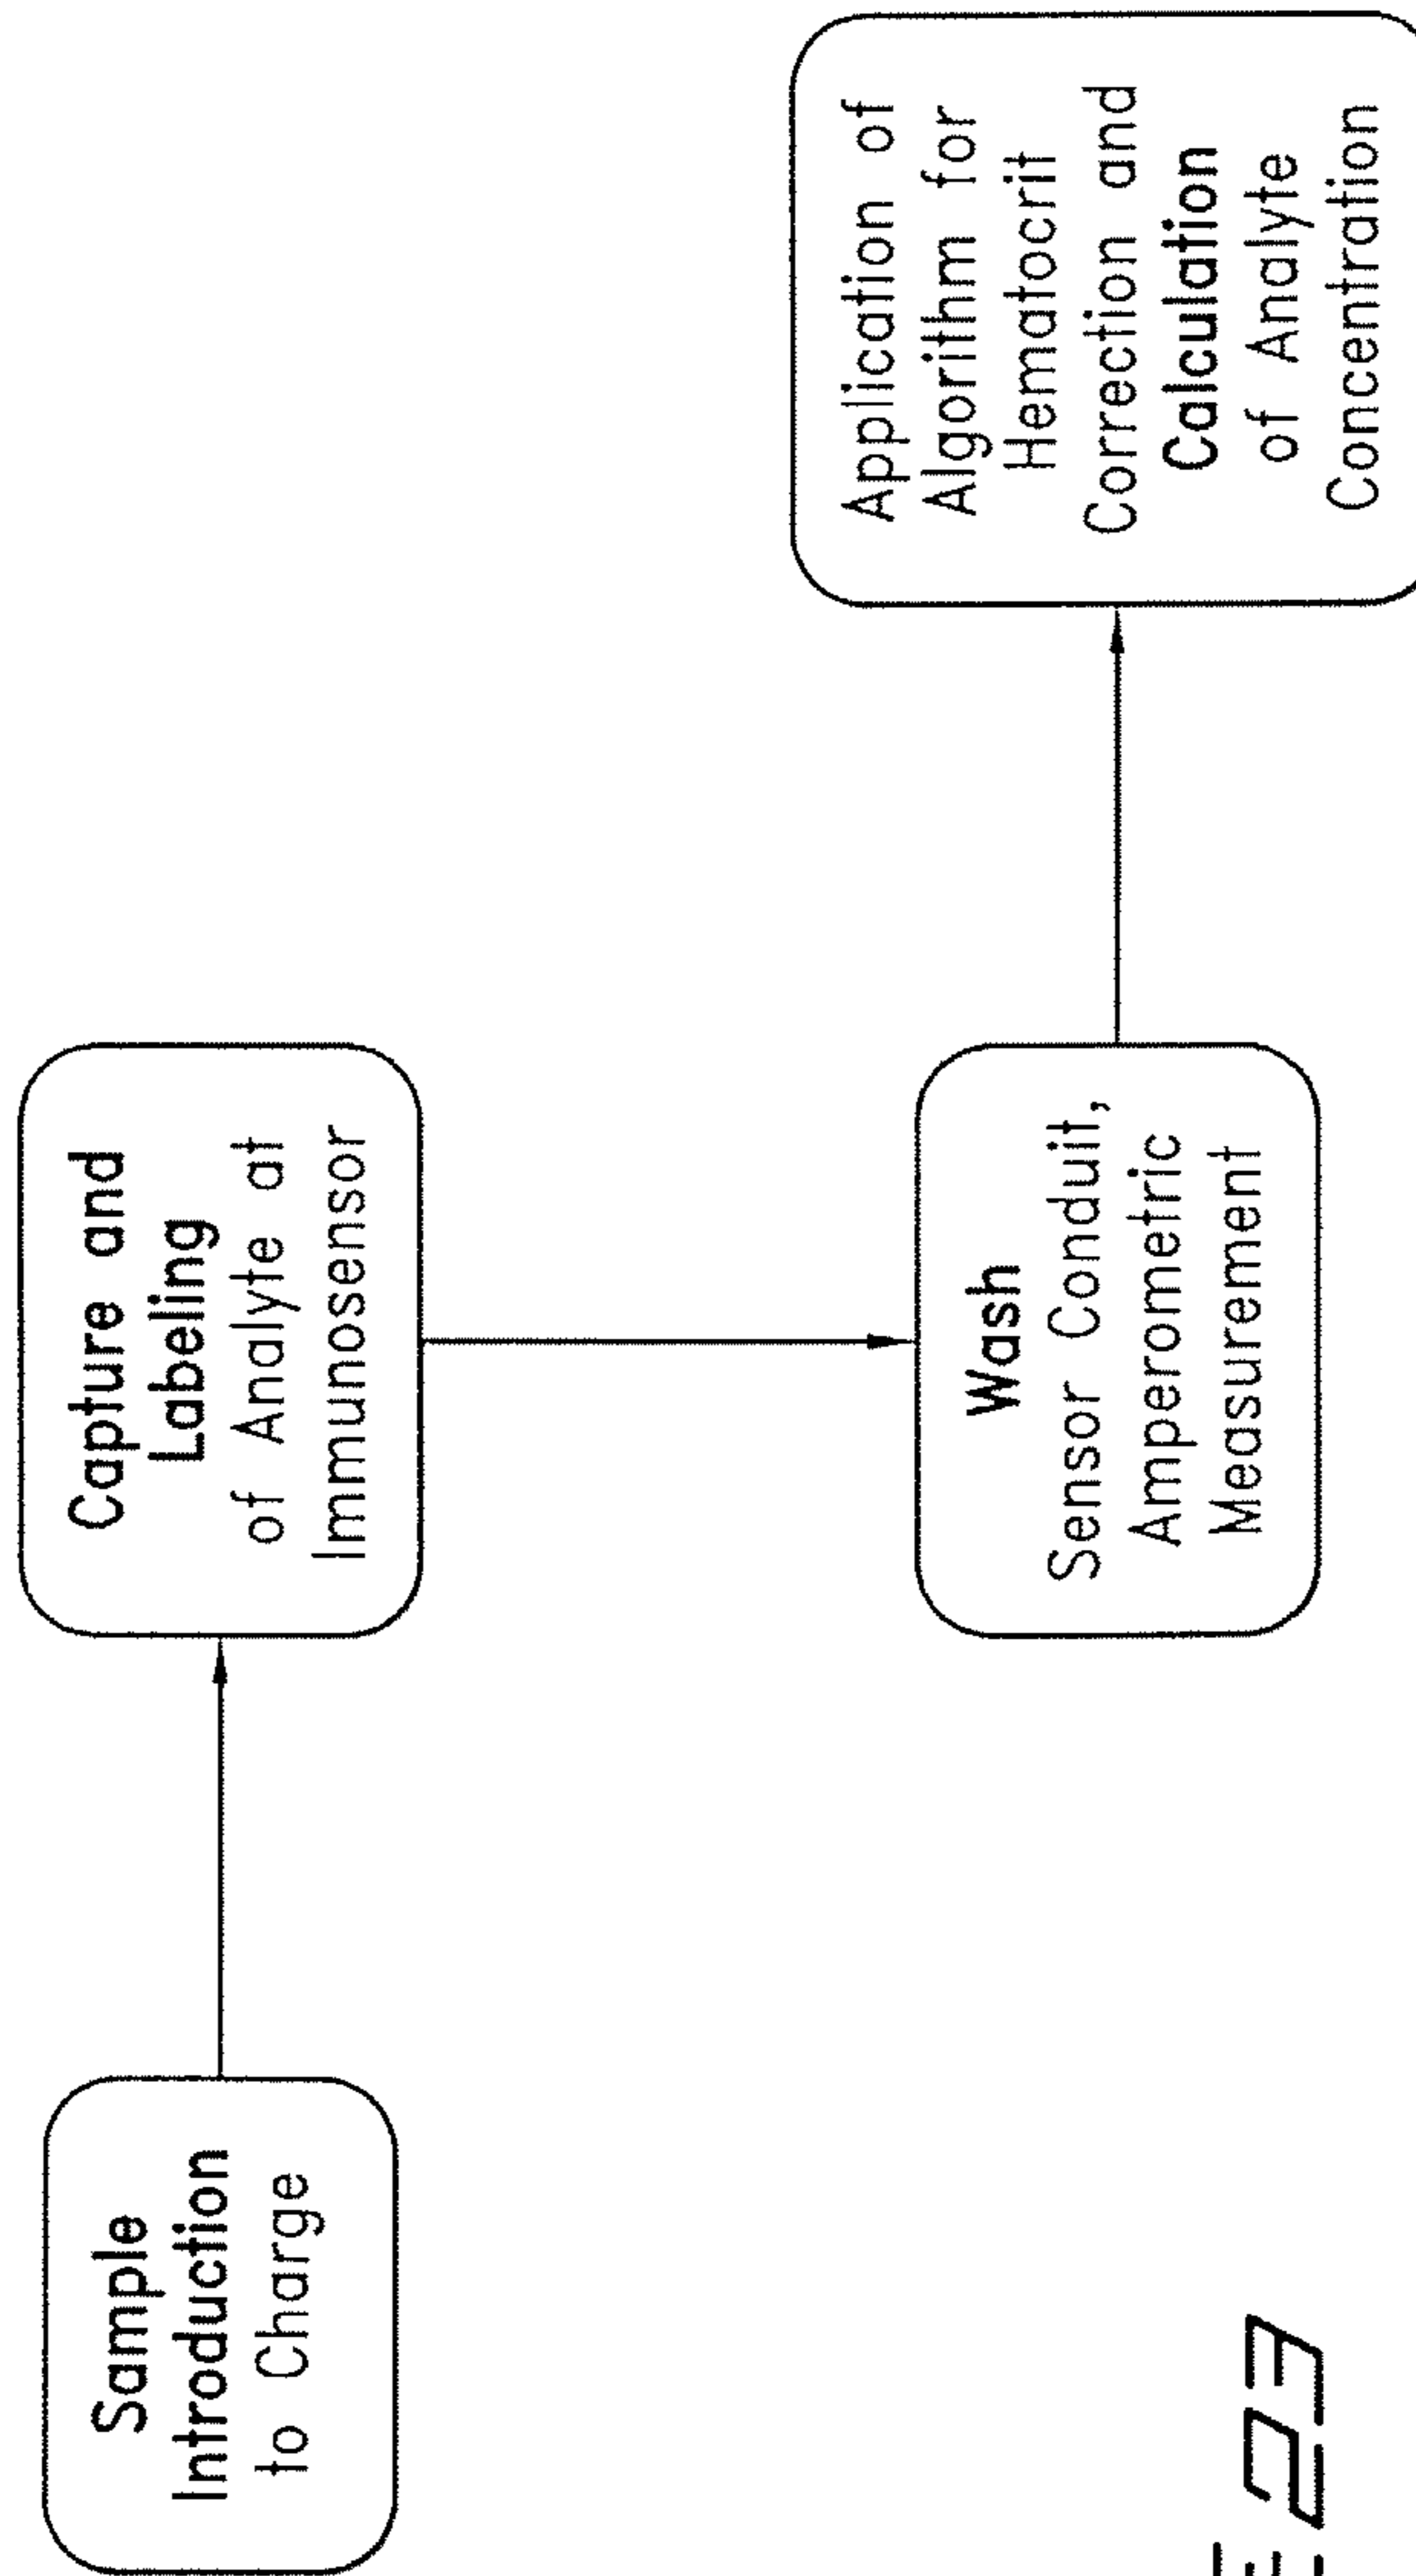 Sample
Introduction
to Charge
Capture and
Labeling
of Analyte at
Immunosensor
Wash
Sensor Conduit,
Amperometric
Measurement
Application of
Algorithm for
Hematocrit
Correction and
Calculation
of Analyte
Concentration
23